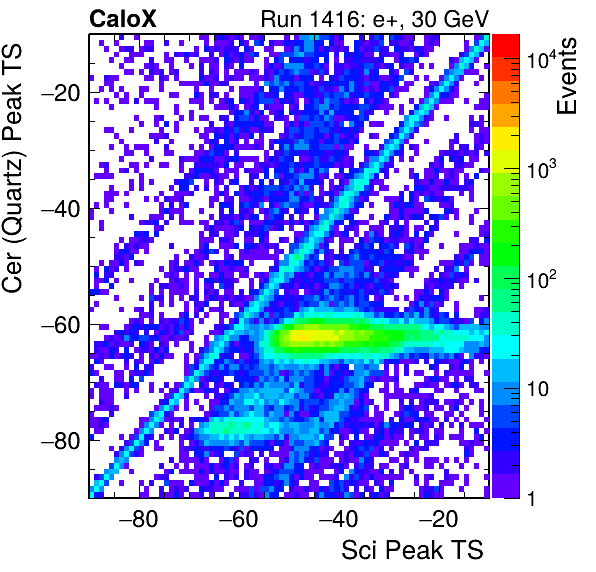 CaloX Run 1416: e+, 30 GeV
Cer (Quartz) Peak TS
−20
−40
−60
−80
−80 −60 −40 −20
Sci Peak TS
Events
10⁴
10³
10²
10
1